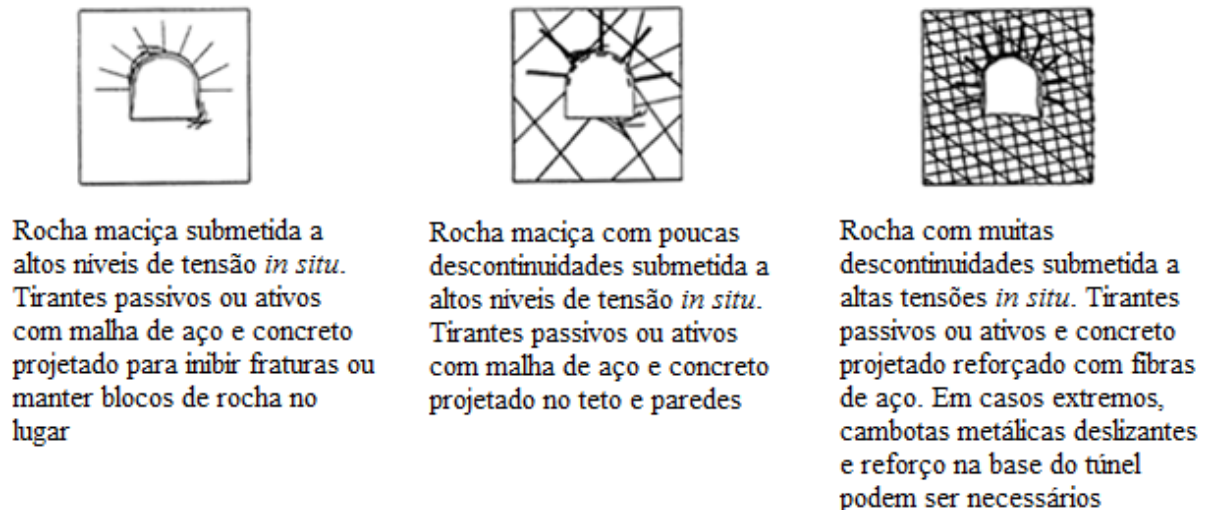 Rocha maciça submetida a
altos níveis de tensão in situ.
Tirantes passivos ou ativos
com malha de aço e concreto
projetado para inibir fraturas ou
manter blocos de rocha no
lugar
Rocha maciça com poucas
descontinuidades submetida a
altos níveis de tensão in situ.
Tirantes passivos ou ativos
com malha de aço e concreto
projetado no teto e paredes
Rocha com muitas
descontinuidades submetida a
altas tensões in situ. Tirantes
passivos ou ativos e concreto
projetado reforçado com fibras
de aço. Em casos extremos,
cambotas metálicas deslizantes
e reforço na base do túnel
podem ser necessários